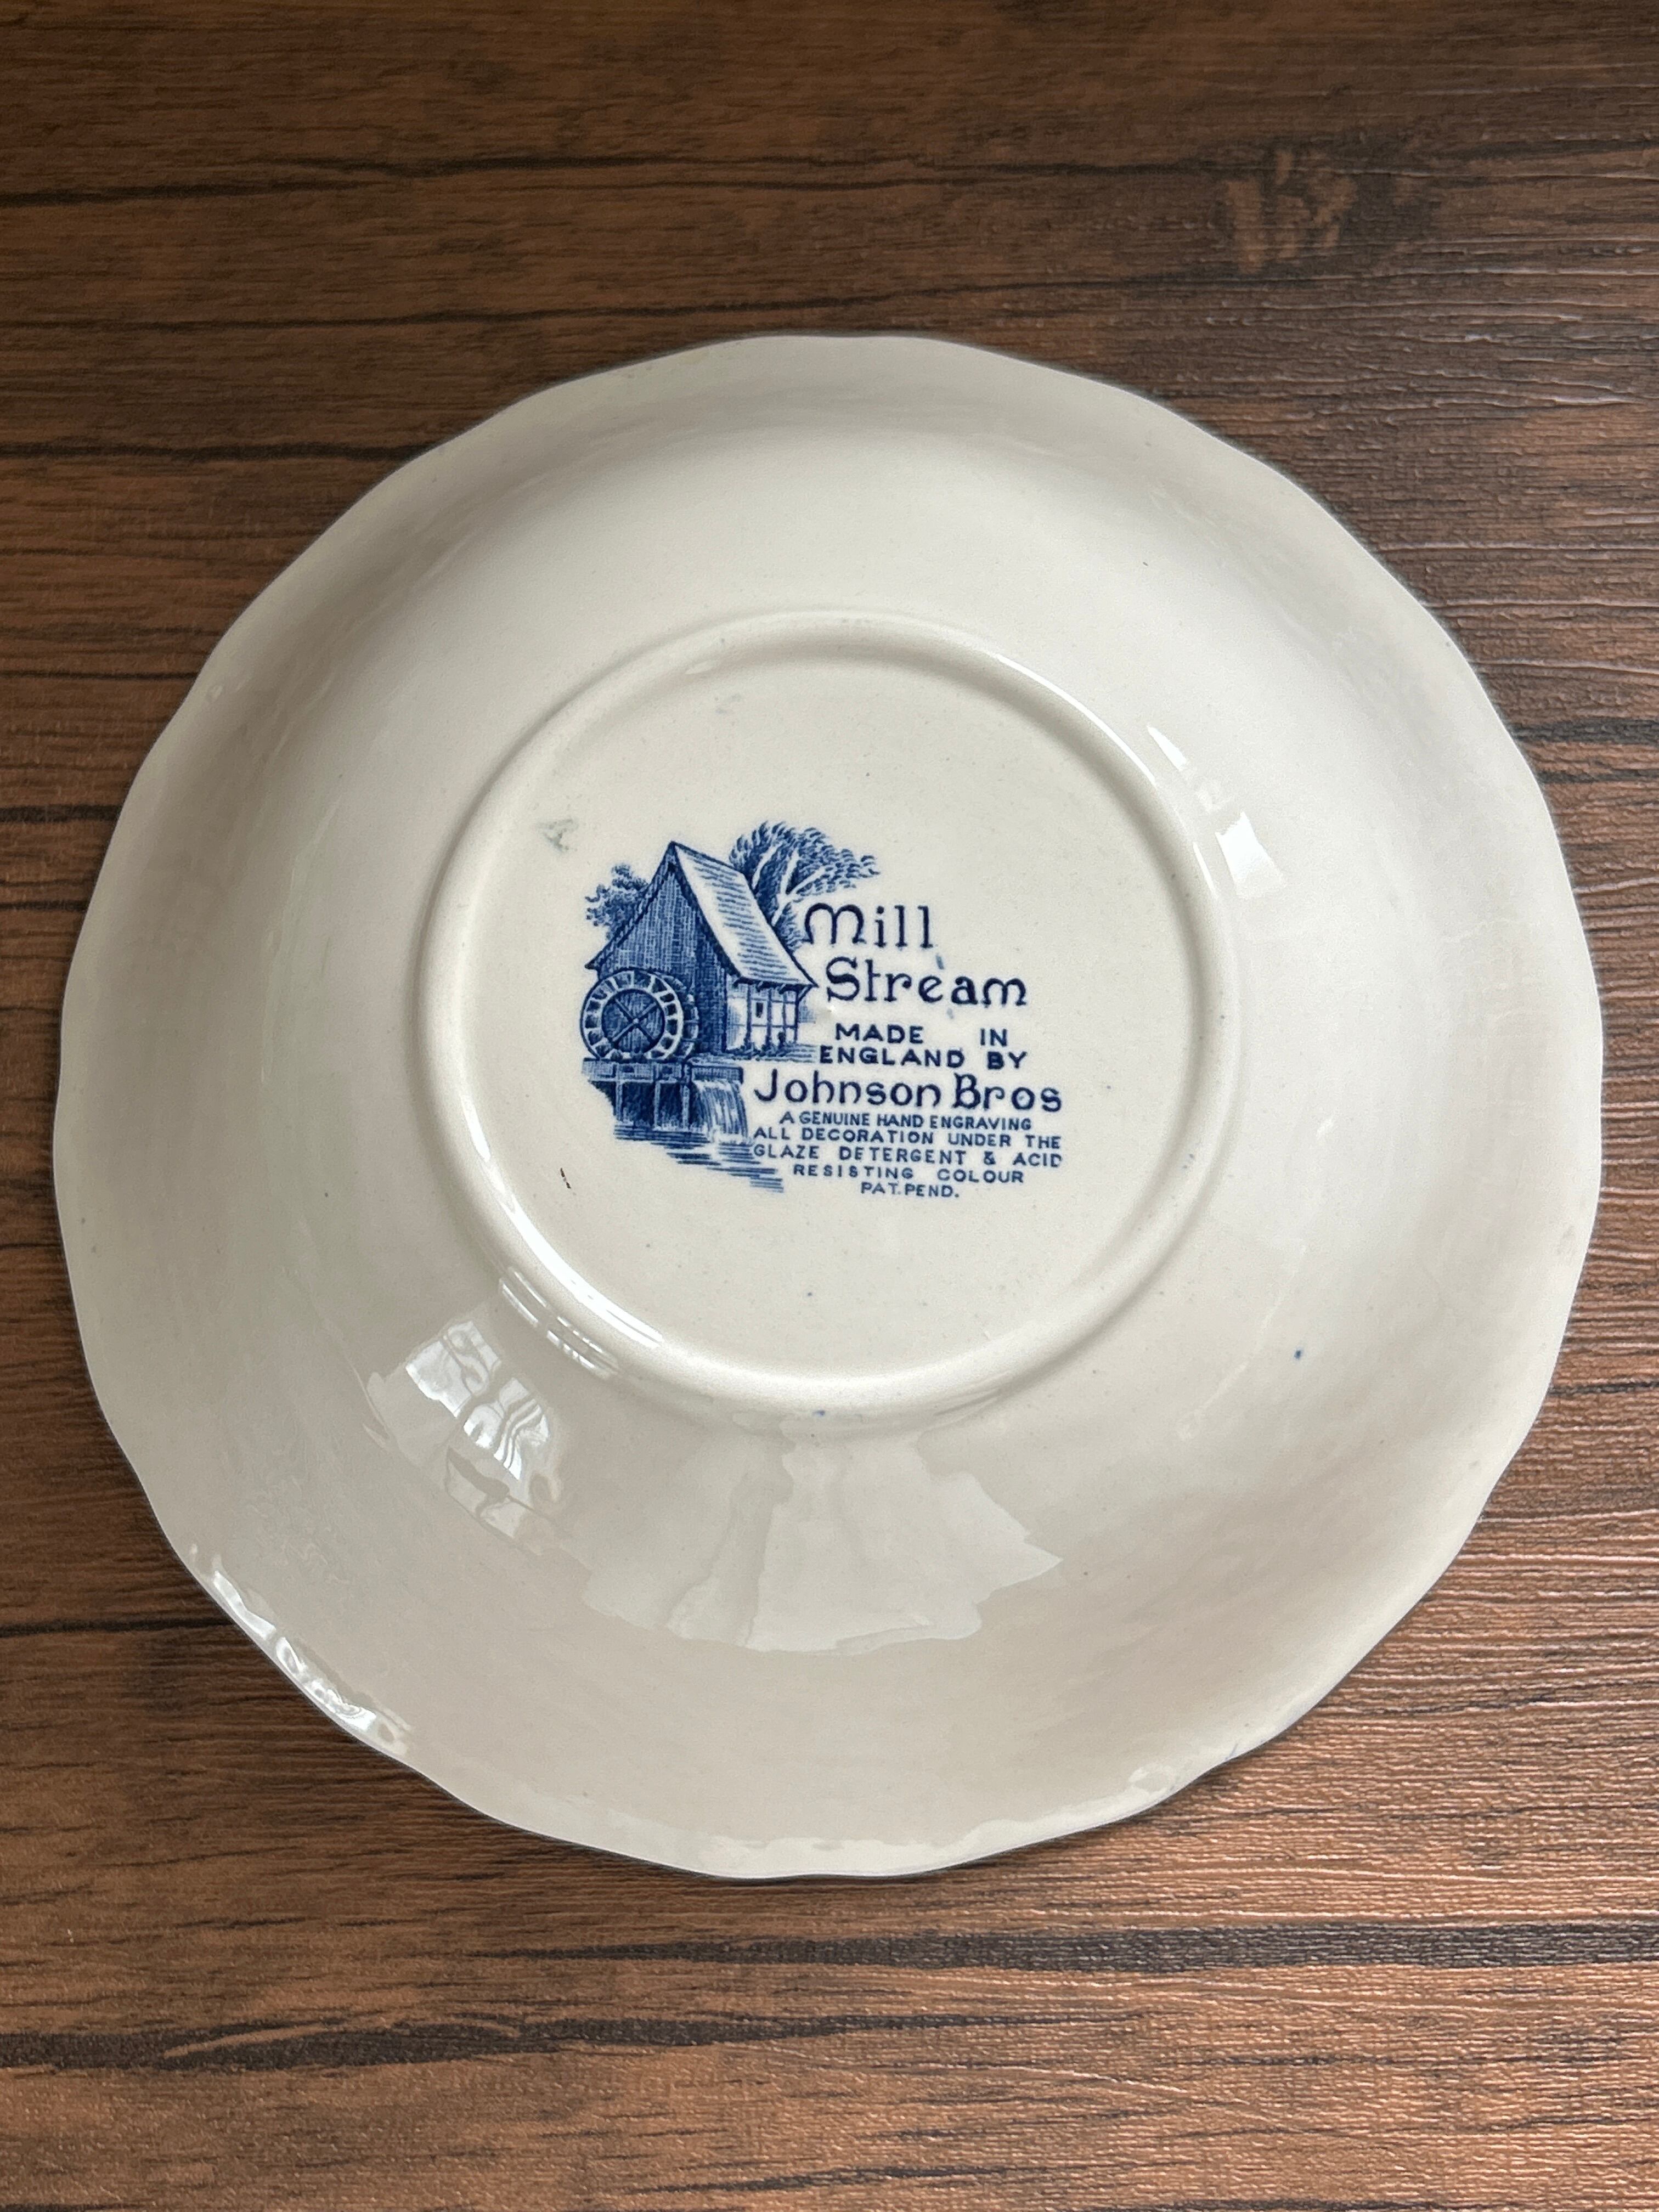 Mill
Stream
MADE IN
ENGLAND BY
Johnson Bros
A GENUINE HAND ENGRAVING
ALL DECORATION UNDER THE
GLAZE DETERGENT & ACID
RESISTING COLOUR
PAT. PEND.